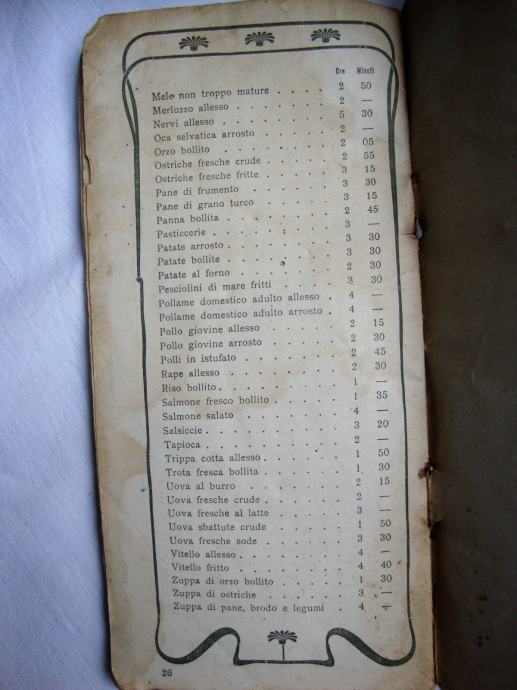 Ore Minuti
Mele non troppo mature . . . . 2 50
Merluzzo allesso . . . . . . . 2 —
Nervi allesso . . . . . . . . 5 30
Oca selvatica arrosto . . . . . 2 —
Orzo bollito . . . . . . . . 2 05
Ostriche fresche crude . . . . . 2 55
Ostriche fresche fritte . . . . . 3 15
Pane di frumento . . . . . . 3 30
Pane di grano turco . . . . . . 3 15
Panna bollita . . . . . . . . 2 45
Pasticcerie . . . . . . . . . 3 —
Patate arrosto . . . . . . . . 3 30
Patate bollite . . . . . . . . 3 30
Patate al forno . . . . . . . 2 30
Pesciolini di mare fritti . . . . 3 30
Pollame domestico adulto allesso . 4 —
Pollame domestico adulto arrosto . 4 —
Pollo giovine allesso . . . . . 2 15
Pollo giovine arrosto . . . . . 2 30
Polli in istufato . . . . . . . 2 45
Rape allesso . . . . . . . . 2 30
Riso bollito . . . . . . . . . 1 —
Salmone fresco bollito . . . . . 1 35
Salmone salato . . . . . . . 4 —
Salsiccie . . . . . . . . . . 3 20
Tapioca . . . . . . . . . . 2 —
Trippa cotta allesso . . . . . . 1 50
Trota fresca bollita . . . . . . 1 30
Uova al burro . . . . . . . 2 15
Uova fresche crude . . . . . . 2 —
Uova fresche al latte . . . . . 3 —
Uova sbattute crude . . . . . 1 50
Uova fresche sode . . . . . . 3 30
Vitello allesso . . . . . . . . 4 —
Vitello fritto . . . . . . . . 4 40
Zuppa di orzo bollito . . . . . 1 30
Zuppa di ostriche . . . . . . 3 —
Zuppa di pane, brodo e legumi . 4 —
26